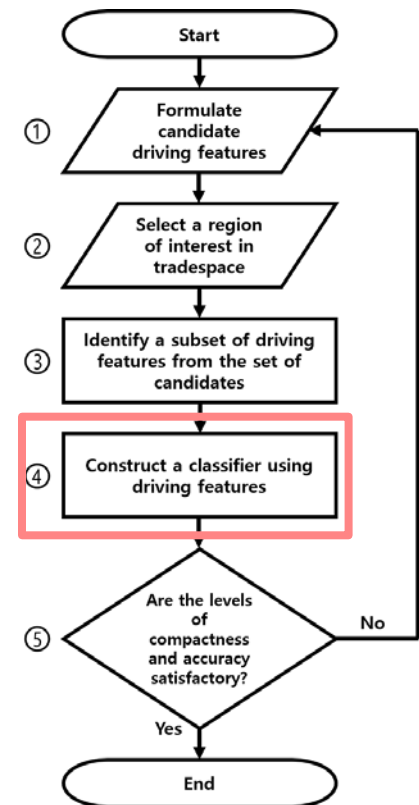 Start
①
Formulate
candidate
driving features
②
Select a region
of interest in
tradespace
③
Identify a subset of driving
features from the set of
candidates
④
Construct a classifier using
driving features
⑤
Are the levels
of
compactness
and accuracy
satisfactory?
No
Yes
End